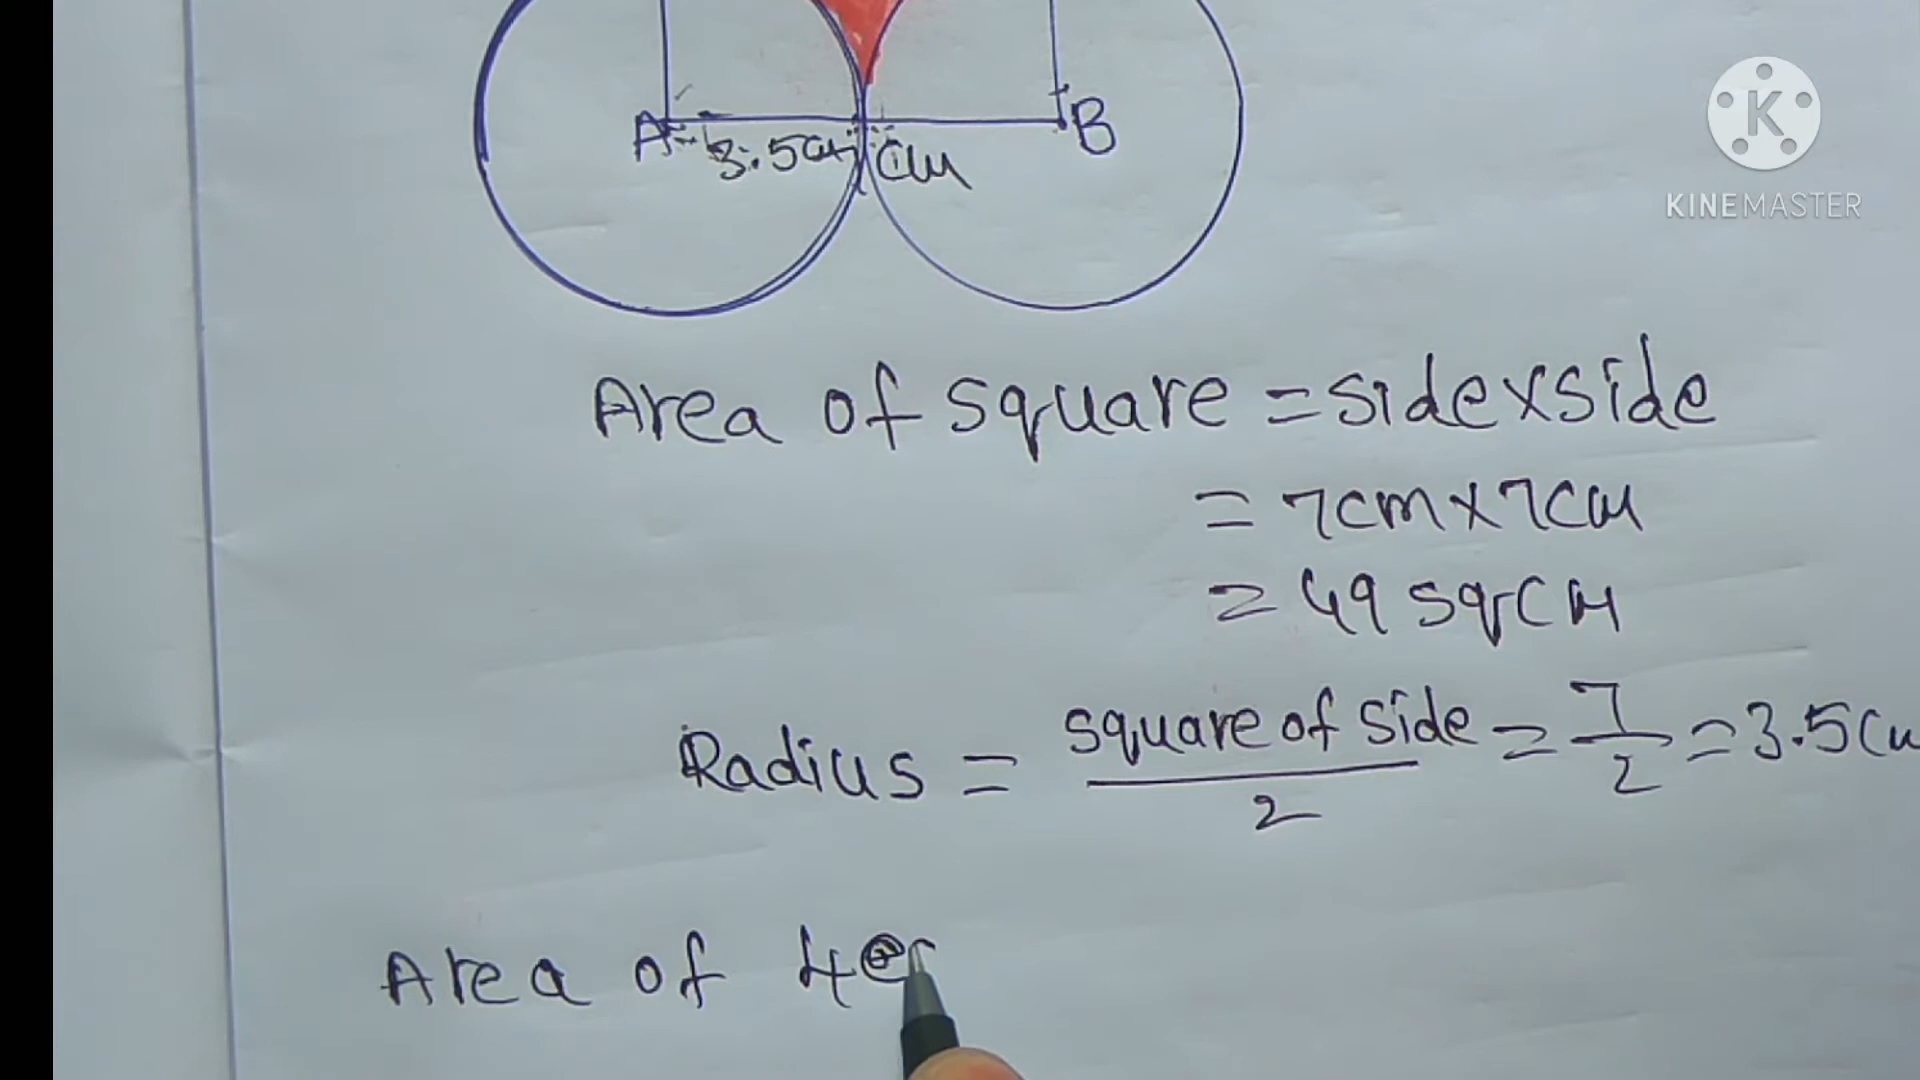 A B
3.5cm cm
K
KINEMASTER
Area of square = side x side
= 7cm x 7cm
= 49 sq cm
Radius = square of side / 2 = 7/2 = 3.5cm
Area of 4